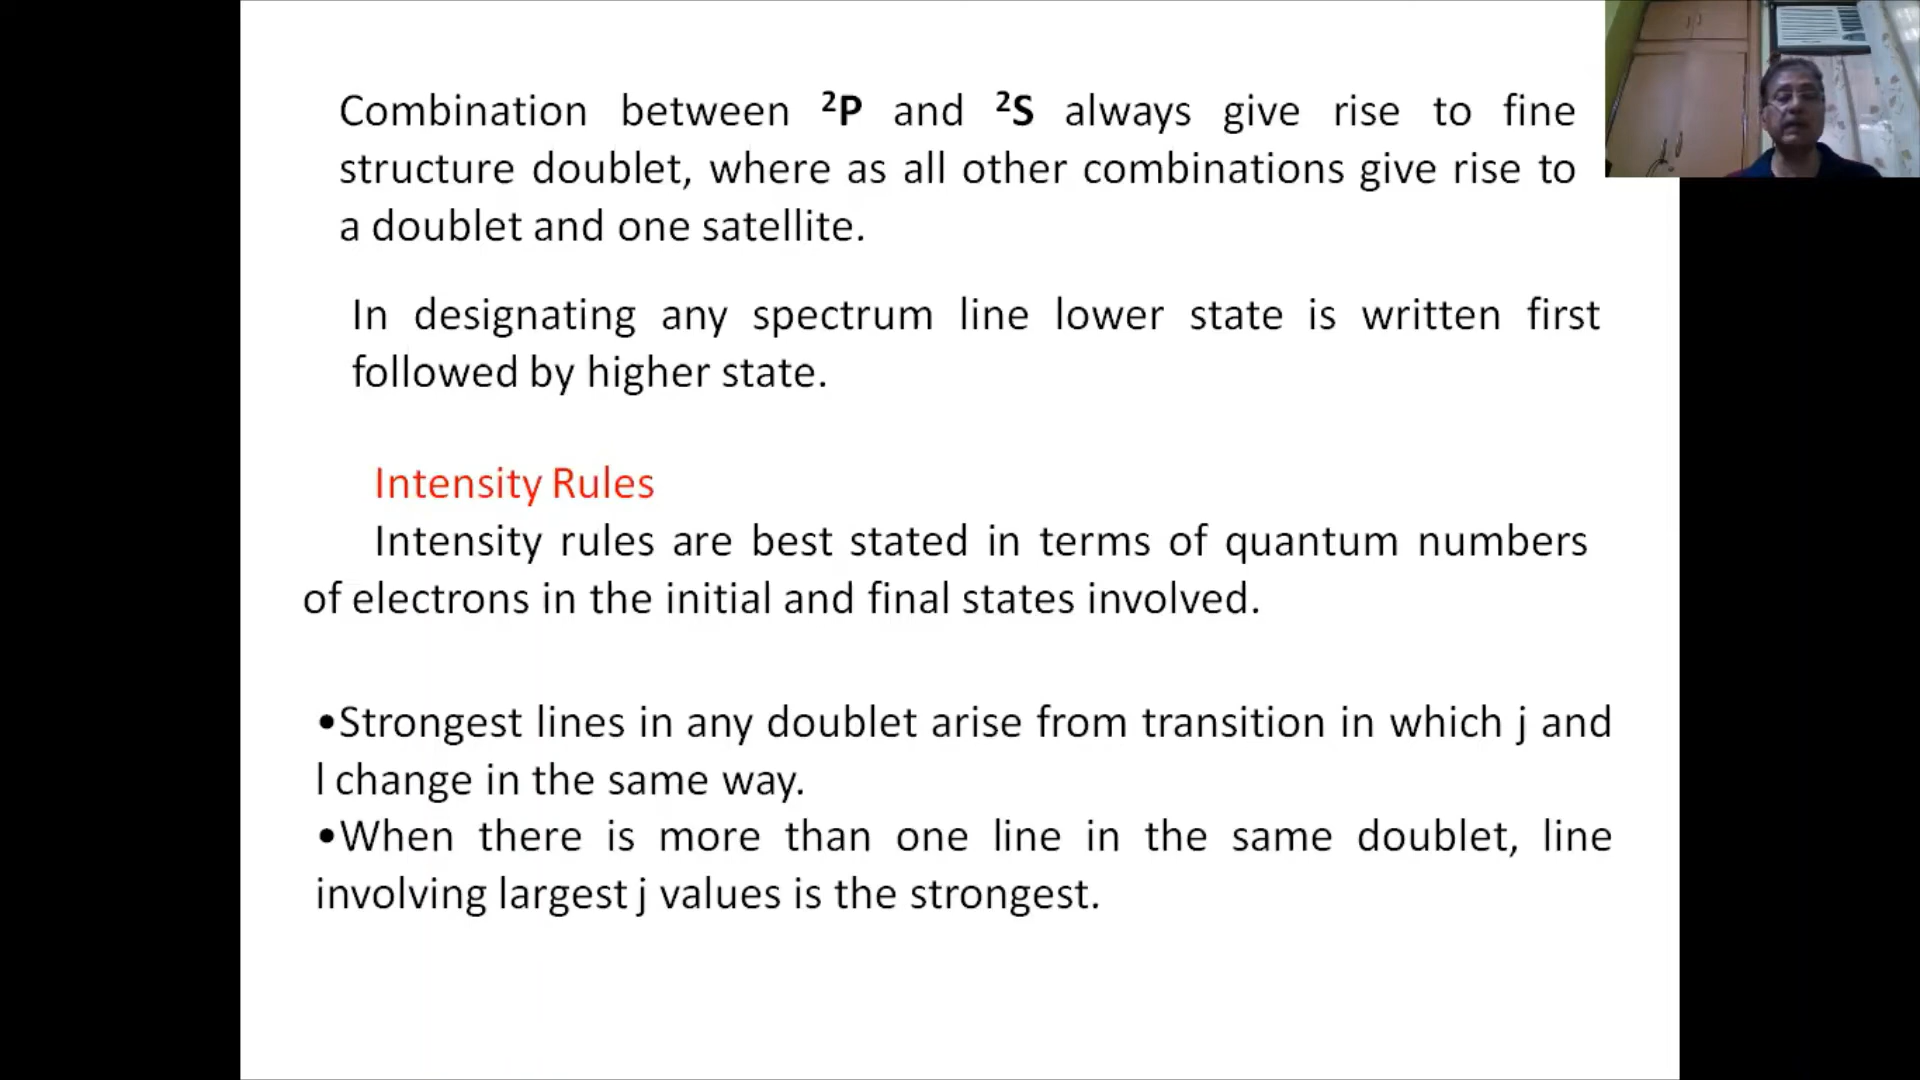 Combination between ²P and ²S always give rise to fine
structure doublet, where as all other combinations give rise to
a doublet and one satellite.
In designating any spectrum line lower state is written first
followed by higher state.
Intensity Rules
Intensity rules are best stated in terms of quantum numbers
of electrons in the initial and final states involved.
•Strongest lines in any doublet arise from transition in which j and
l change in the same way.
•When there is more than one line in the same doublet, line
involving largest j values is the strongest.